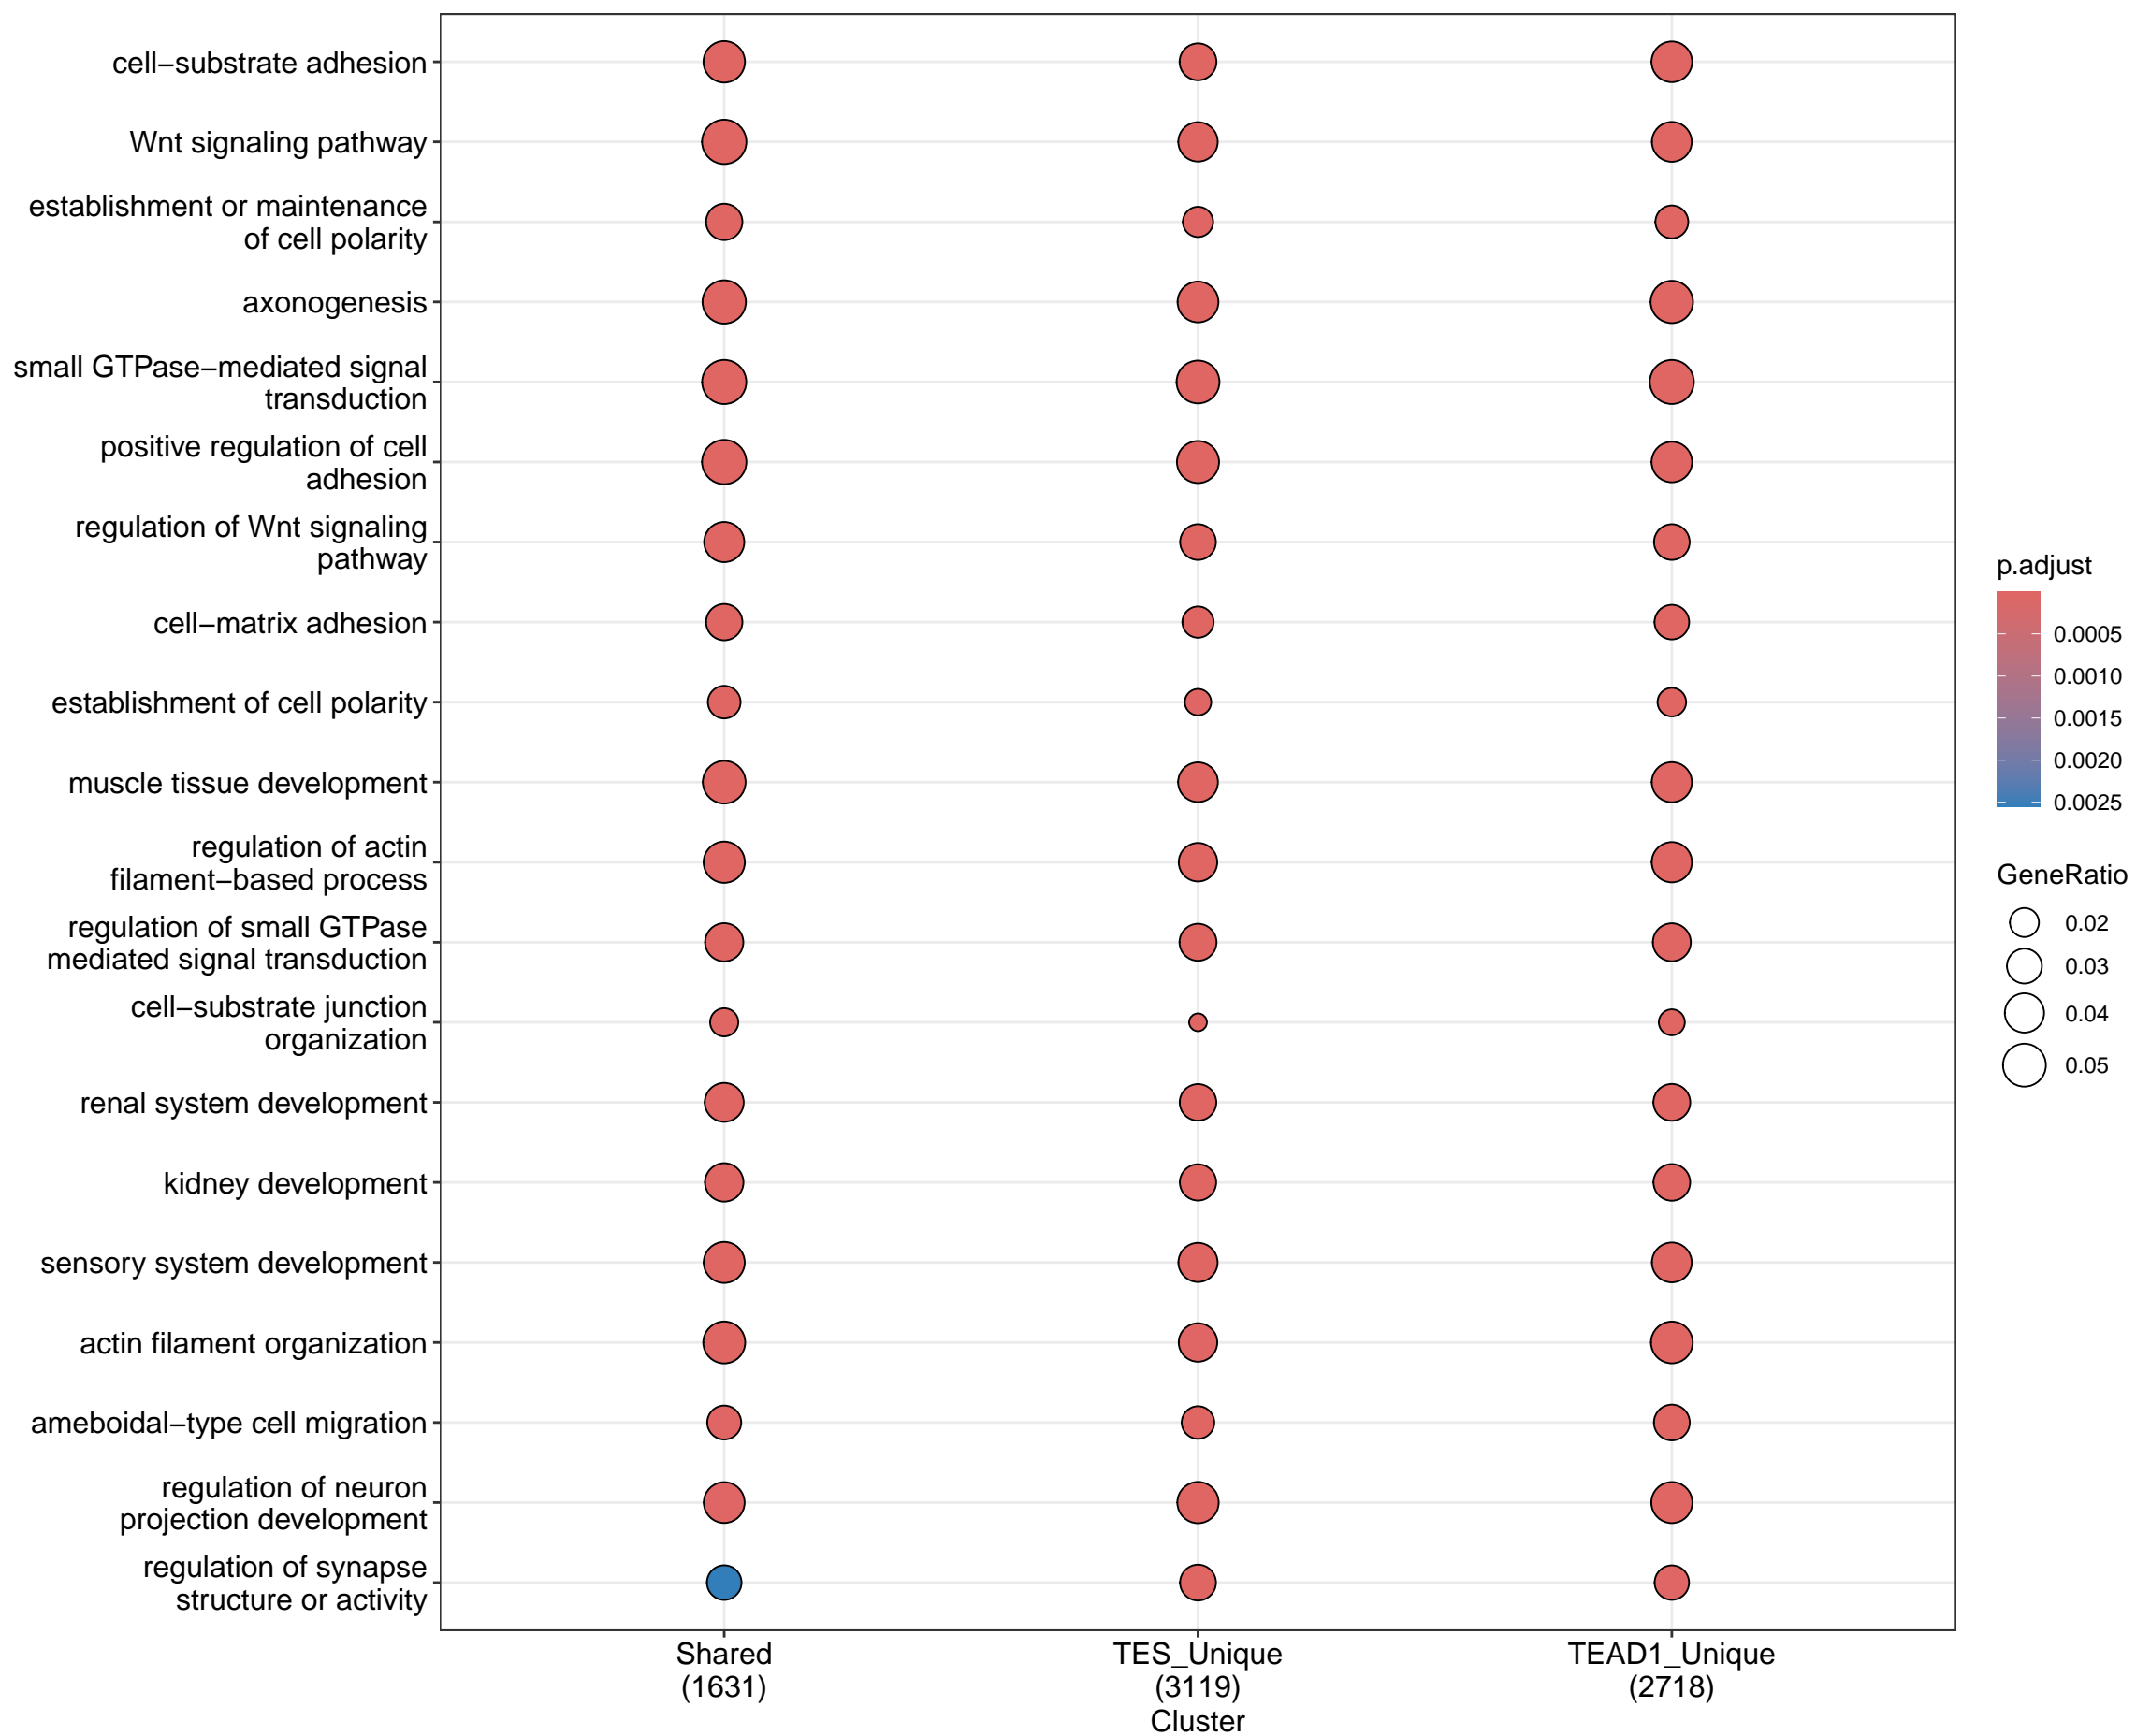 cell−substrate adhesion
Wnt signaling pathway
establishment or maintenance
of cell polarity
axonogenesis
small GTPase−mediated signal
transduction
positive regulation of cell
adhesion
regulation of Wnt signaling
pathway
cell−matrix adhesion
establishment of cell polarity
muscle tissue development
regulation of actin
filament−based process
regulation of small GTPase
mediated signal transduction
cell−substrate junction
organization
renal system development
kidney development
sensory system development
actin filament organization
ameboidal−type cell migration
regulation of neuron
projection development
regulation of synapse
structure or activity
Shared
(1631)
TES_Unique
(3119)
TEAD1_Unique
(2718)
Cluster
p.adjust
0.0005
0.0010
0.0015
0.0020
0.0025
GeneRatio
0.02
0.03
0.04
0.05